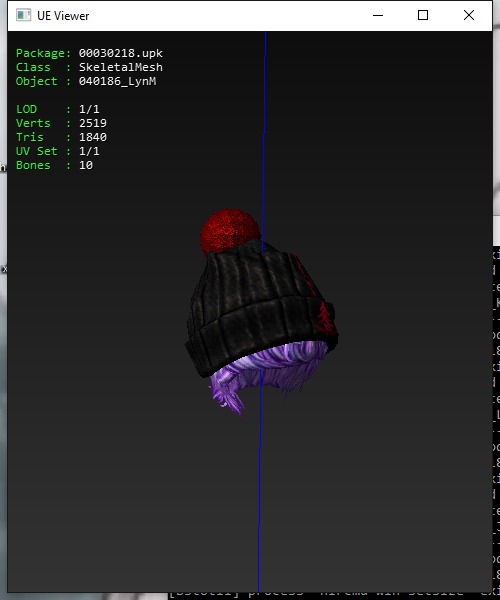 UE Viewer
Package: 00030218.upk
Class : SkeletalMesh
Object : 040186_LynM
LOD : 1/1
Verts : 2519
Tris : 1840
UV Set : 1/1
Bones : 10